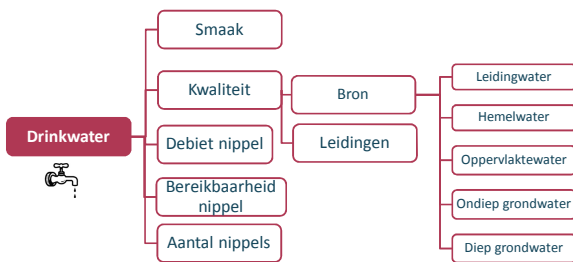 Drinkwater
Smaak
Kwaliteit
Debiet nippel
Bereikbaarheid
nippel
Aantal nippels
Bron
Leidingen
Leidingwater
Hemelwater
Oppervlaktewater
Ondiep grondwater
Diep grondwater